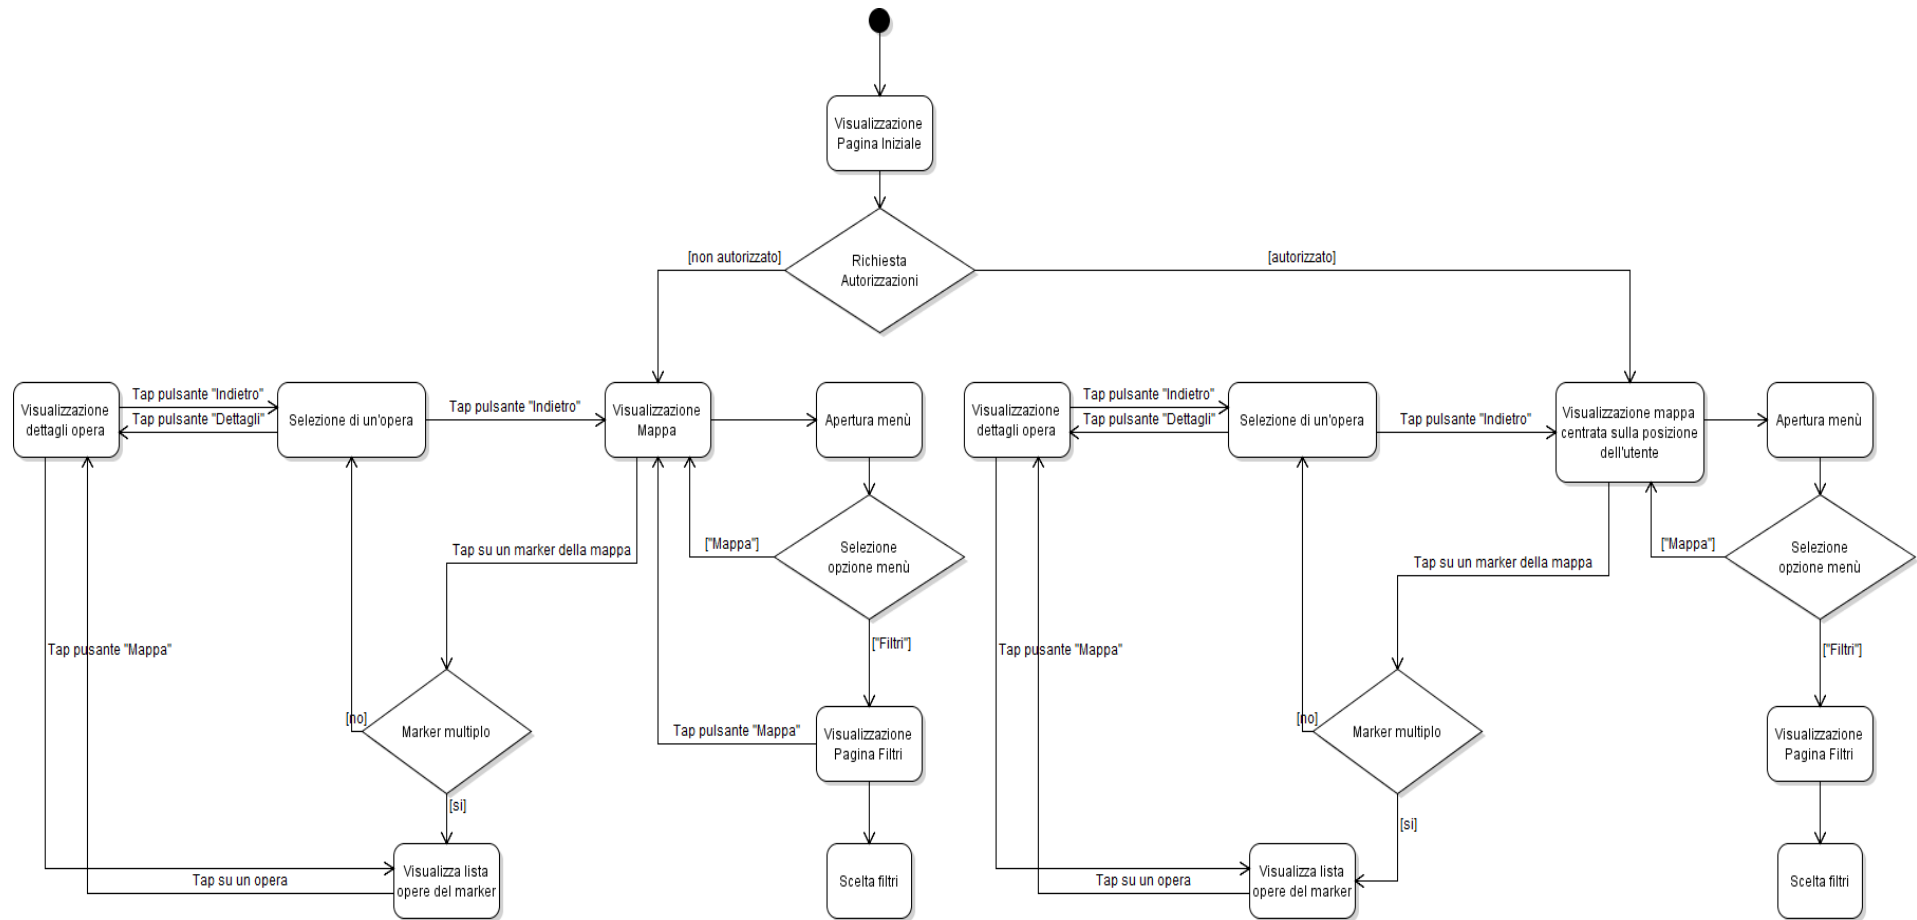 Visualizzazione
Pagina Iniziale
[non autorizzato]
[autorizzato]
Richiesta
Autorizzazioni
Visualizzazione
dettagli opera
Tap pulsante "Indietro"
Tap pulsante "Dettagli"
Selezione di un'opera
Tap pulsante "Indietro"
Visualizzazione
Mappa
Apertura menù
Visualizzazione
dettagli opera
Tap pulsante "Indietro"
Tap pulsante "Dettagli"
Selezione di un'opera
Tap pulsante "Indietro"
Visualizzazione mappa
centrata sulla posizione
dell'utente
Apertura menù
Tap su un marker della mappa
["Mappa"]
Selezione
opzione menù
Tap su un marker della mappa
["Mappa"]
Selezione
opzione menù
Tap pusante "Mappa"
["Filtri"]
Tap pusante "Mappa"
["Filtri"]
[no]
Marker multiplo
Tap pulsante "Mappa"
Visualizzazione
Pagina Filtri
[no]
Marker multiplo
Visualizzazione
Pagina Filtri
[si]
[si]
Tap su un opera
Visualizza lista
opere del marker
Scelta filtri
Tap su un opera
Visualizza lista
opere del marker
Scelta filtri